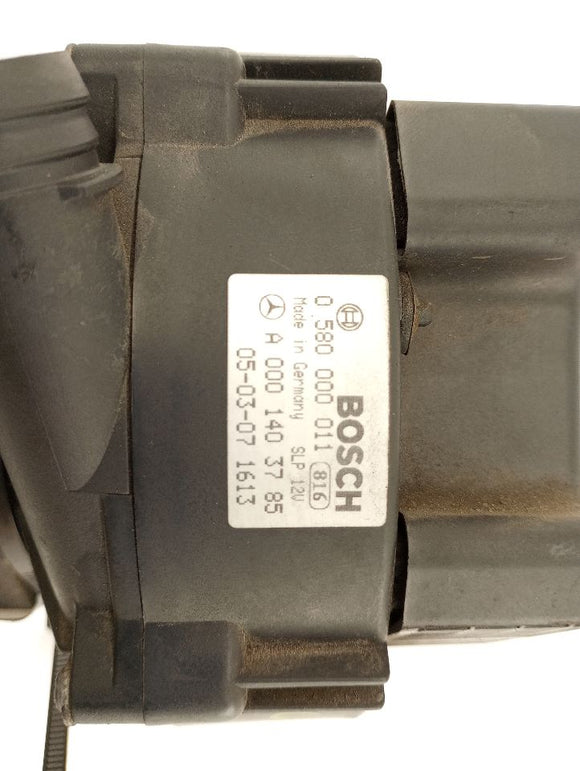 BOSCH
0 580 000 011 816
Made in Germany SLP 12V
A 000 140 37 85
05-03-07 1613